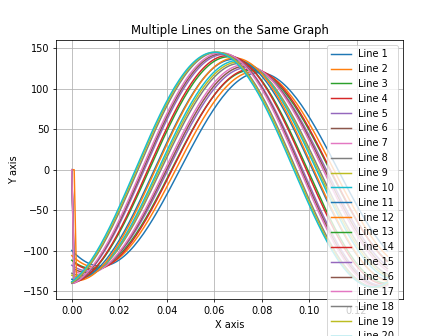 Multiple Lines on the Same Graph
Y axis
150
100
50
0
−50
−100
−150
0.00
0.02
0.04
0.06
0.08
0.10
X axis
Line 1
Line 2
Line 3
Line 4
Line 5
Line 6
Line 7
Line 8
Line 9
Line 10
Line 11
Line 12
Line 13
Line 14
Line 15
Line 16
Line 17
Line 18
Line 19
Line 20